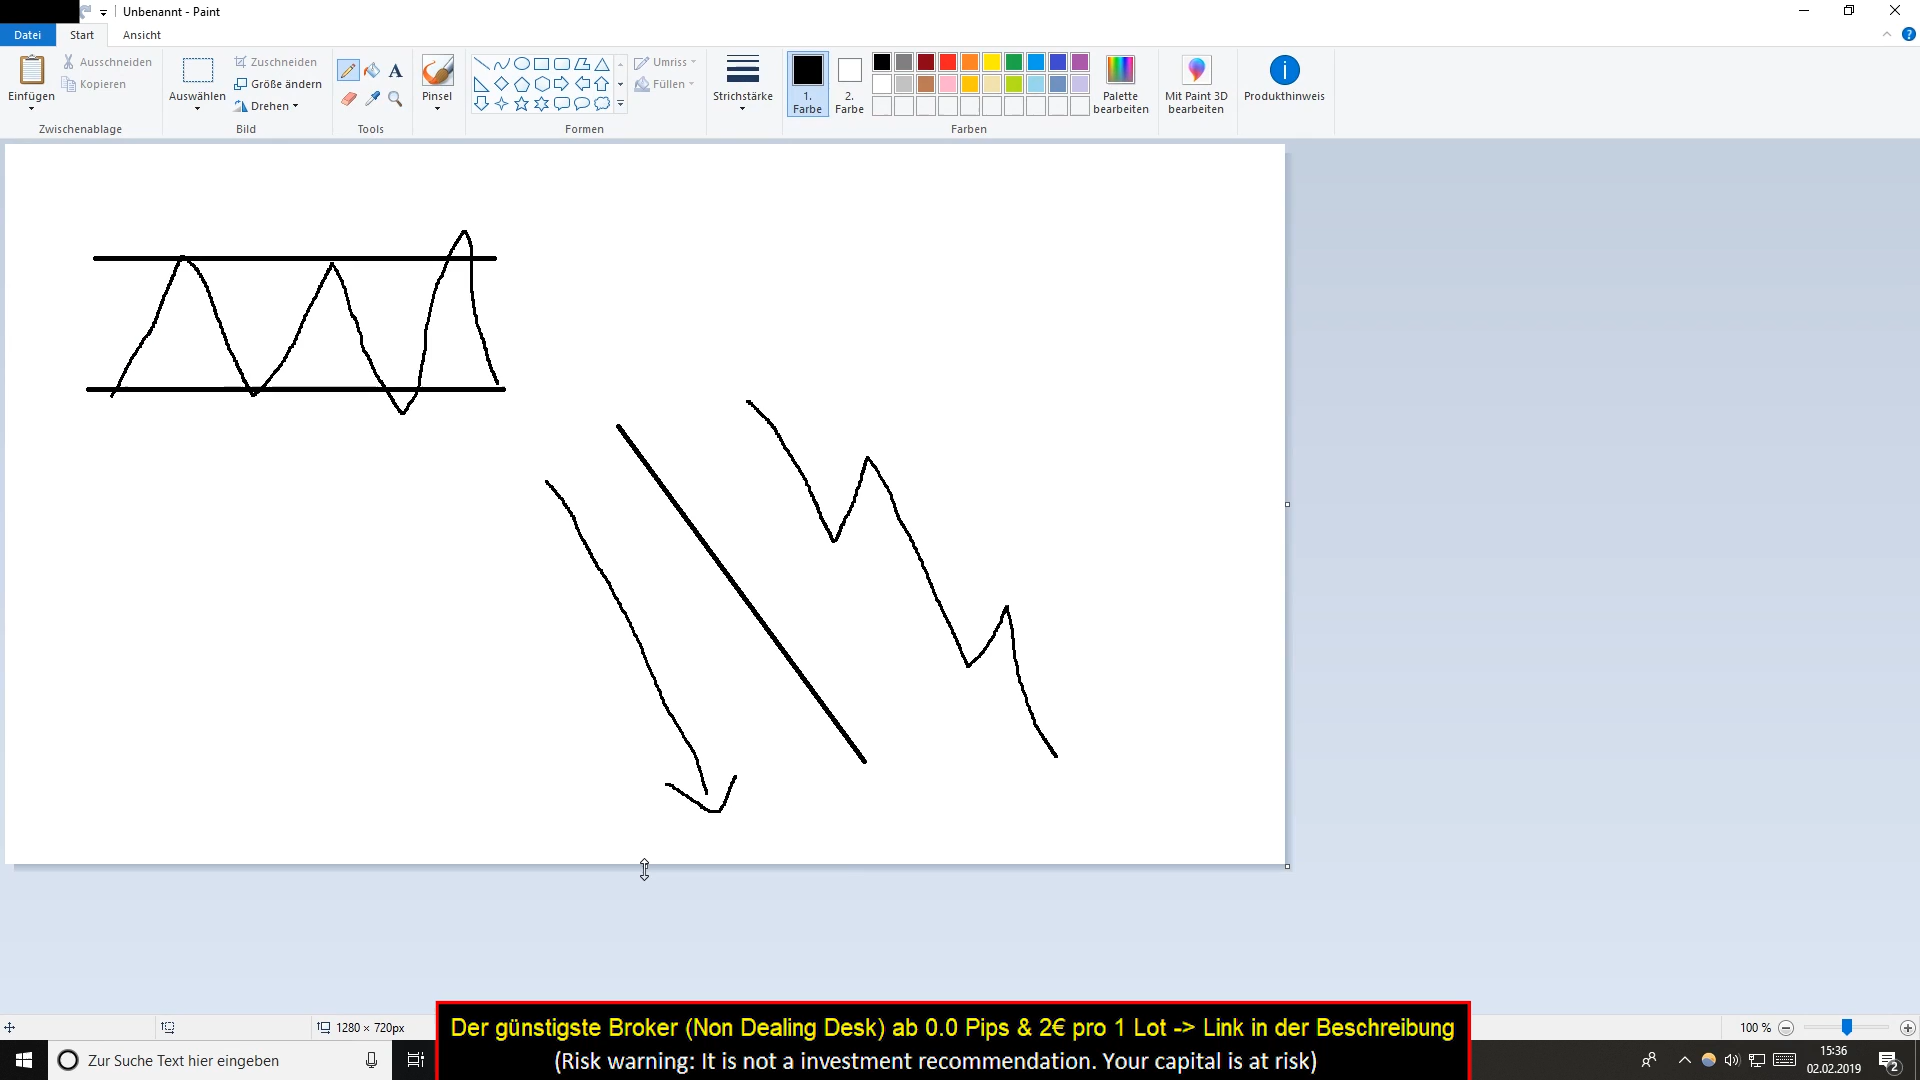 Unbenannt - Paint
Datei
Start
Ansicht
Einfügen
Ausschneiden
Kopieren
Zwischenablage
Auswählen
Zuschneiden
Größe ändern
Drehen
Bild
A
Tools
Pinsel
Formen
Umriss
Füllen
Strichstärke
1.
Farbe
2.
Farbe
Farben
Palette
bearbeiten
Mit Paint 3D
bearbeiten
Produkthinweis
1280 × 720px
100 %
Der günstigste Broker (Non Dealing Desk) ab 0.0 Pips & 2€ pro 1 Lot -> Link in der Beschreibung
(Risk warning: It is not a investment recommendation. Your capital is at risk)
Zur Suche Text hier eingeben
15:36
02.02.2019
2